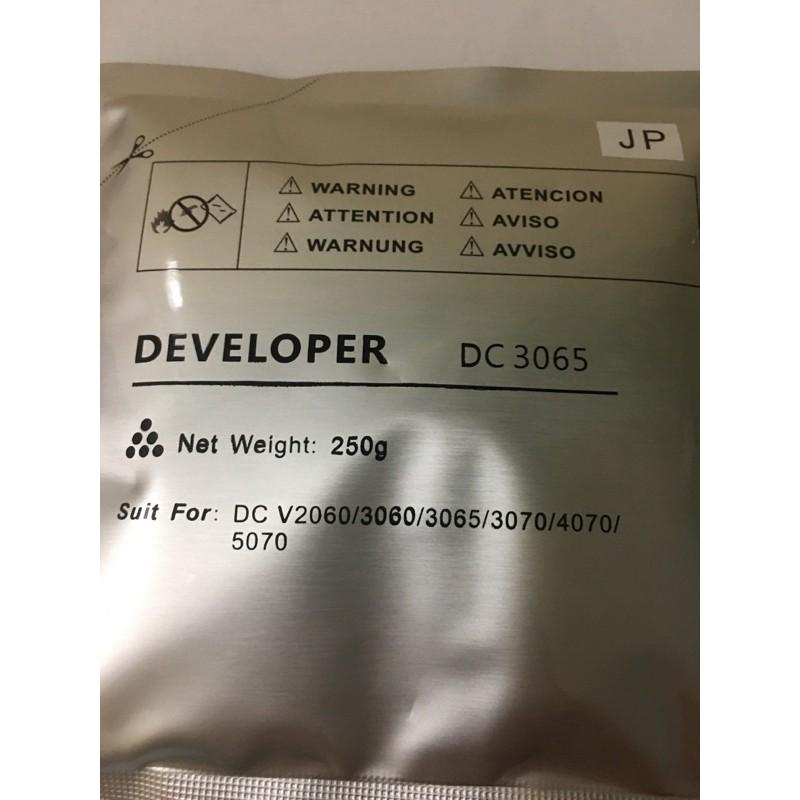 JP
⚠ WARNING ⚠ ATENCION
⚠ ATTENTION ⚠ AVISO
⚠ WARNUNG ⚠ AVVISO
DEVELOPER DC 3065
Net Weight: 250g
Suit For: DC V2060/3060/3065/3070/4070/
5070